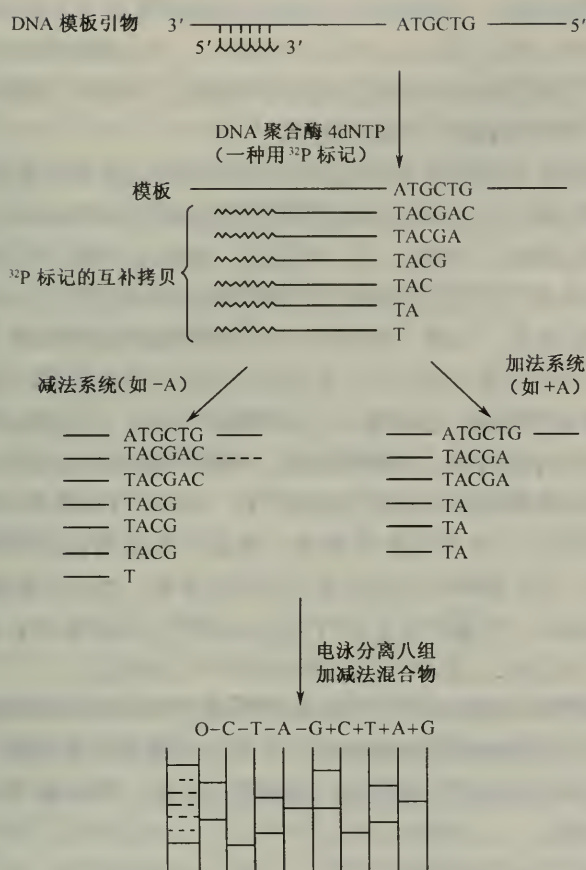 DNA 模板引物 3′ ATGCTG 5′
5′ 3′
DNA 聚合酶 4dNTP
（一种用 ³²P 标记）
模板 ATGCTG
TACGAC
TACGA
³²P 标记的互补拷贝 TACG
TAC
TA
T
减法系统（如 -A） 加法系统
（如 +A）
ATGCTG ATGCTG
TACGAC TACGA
TACGAC TACGA
TACG TA
TACG TA
TACG TA
T
电泳分离八组
加减法混合物
O-C-T-A-G+C+T+A+G